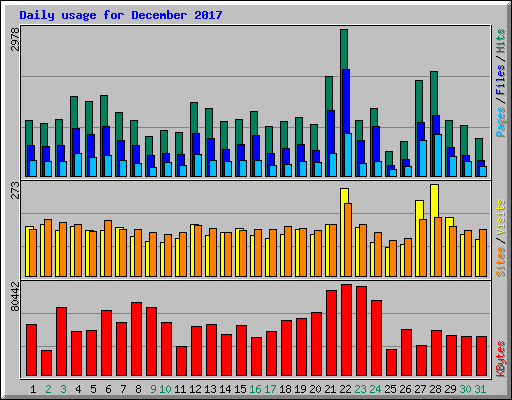 Daily usage for December 2017
2978
273
80442
Pages / Files / Hits
Sites / Visits
KBytes
1 2 3 4 5 6 7 8 9 10 11 12 13 14 15 16 17 18 19 20 21 22 23 24 25 26 27 28 29 30 31